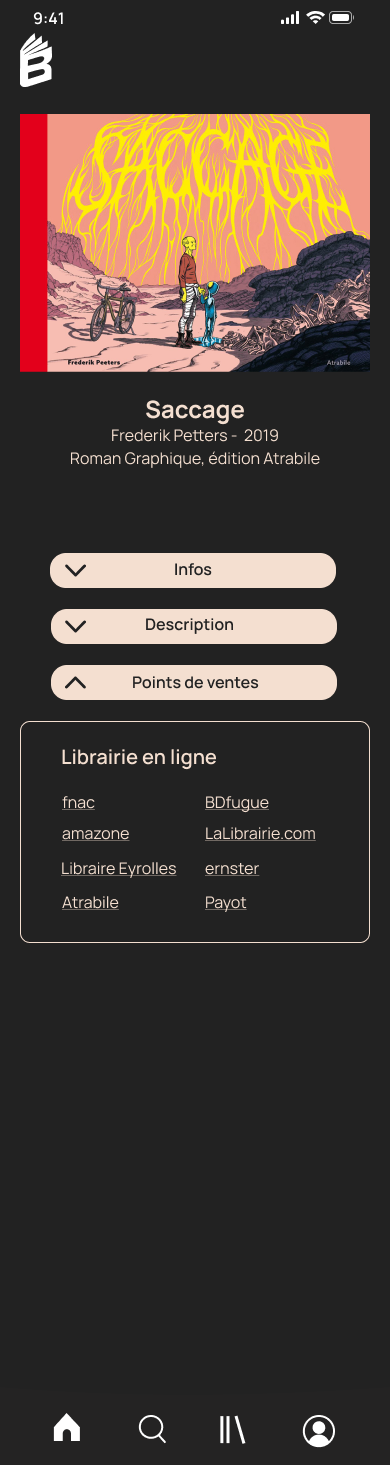 9:41
B
SACCAGE
Frederik Peeters
Atrabile
Saccage
Frederik Petters - 2019
Roman Graphique, édition Atrabile
Infos
Description
Points de ventes
Librairie en ligne
fnac
BDfugue
amazone
LaLibrairie.com
Libraire Eyrolles
ernster
Atrabile
Payot